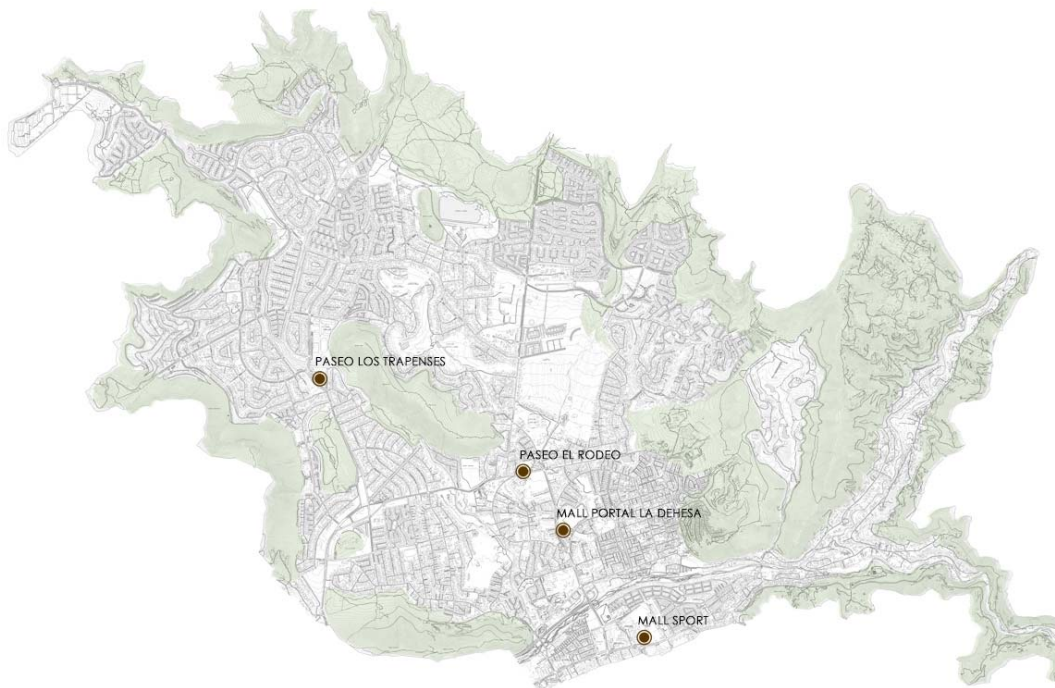 PASEO LOS TRAPENSES
PASEO EL RODEO
MALL PORTAL LA DEHESA
MALL SPORT